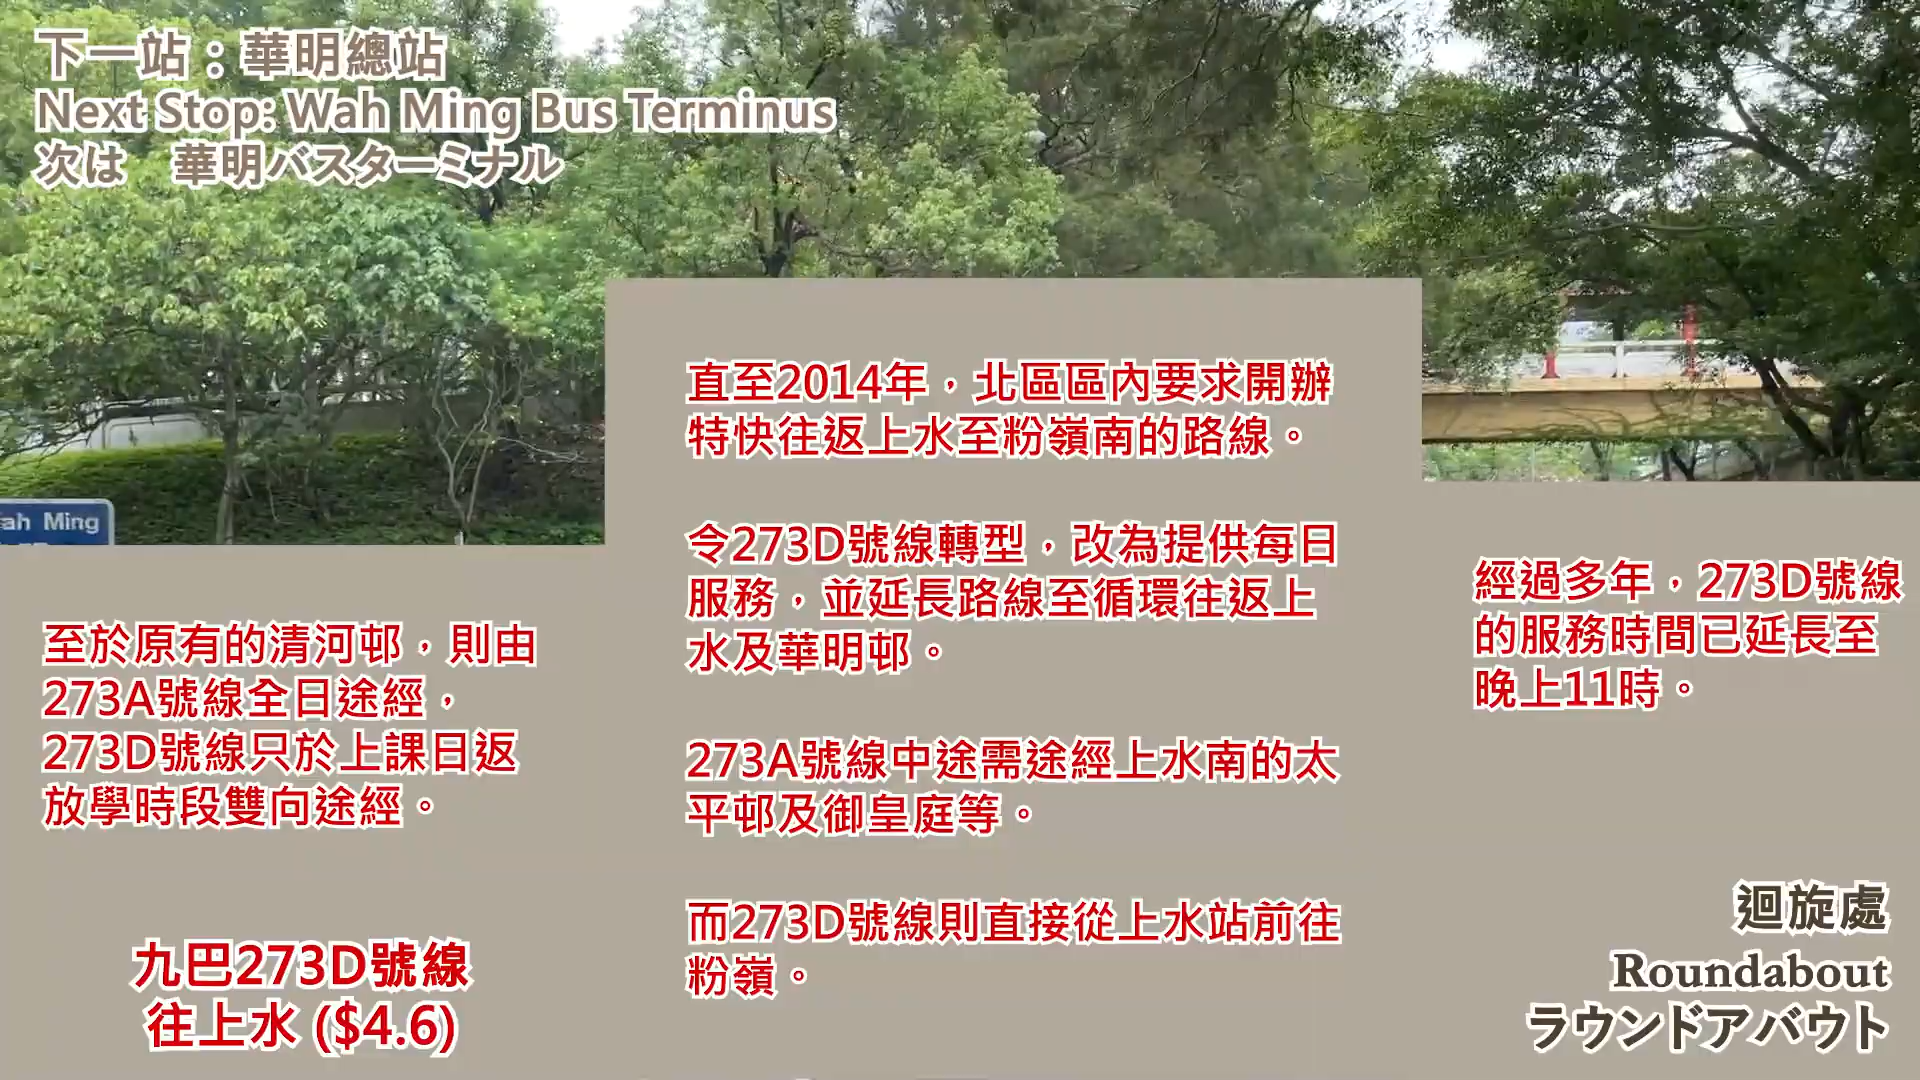 下一站：華明總站
Next Stop: Wah Ming Bus Terminus
次は　華明バスターミナル
ah Ming
至於原有的清河邨，則由
273A號線全日途經，
273D號線只於上課日返
放學時段雙向途經。
九巴273D號線
往上水 ($4.6)
直至2014年，北區區內要求開辦
特快往返上水至粉嶺南的路線。
令273D號線轉型，改為提供每日
服務，並延長路線至循環往返上
水及華明邨。
273A號線中途需途經上水南的太
平邨及御皇庭等。
而273D號線則直接從上水站前往
粉嶺。
經過多年，273D號線
的服務時間已延長至
晚上11時。
迴旋處
Roundabout
ラウンドアバウト